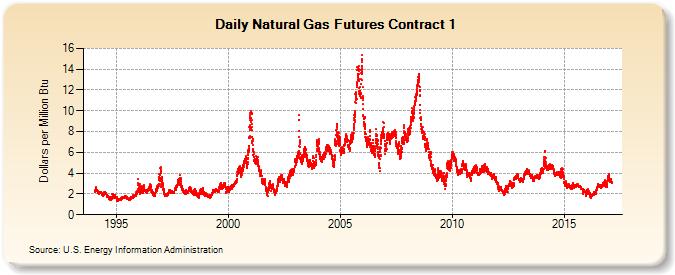 Daily Natural Gas Futures Contract 1
Dollars per Million Btu
16
14
12
10
8
6
4
2
0
1995 2000 2005 2010 2015
Source: U.S. Energy Information Administration